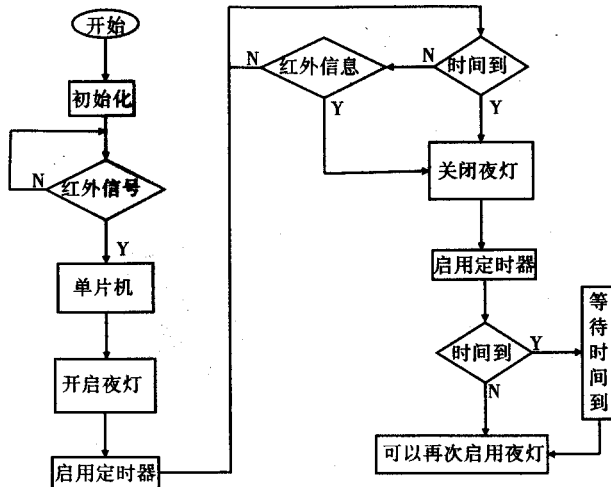 开始
初始化
红外信号
N
Y
单片机
开启夜灯
启用定时器
时间到
N
Y
红外信息
N
Y
关闭夜灯
启用定时器
时间到
Y
N
等待时间到
可以再次启用夜灯